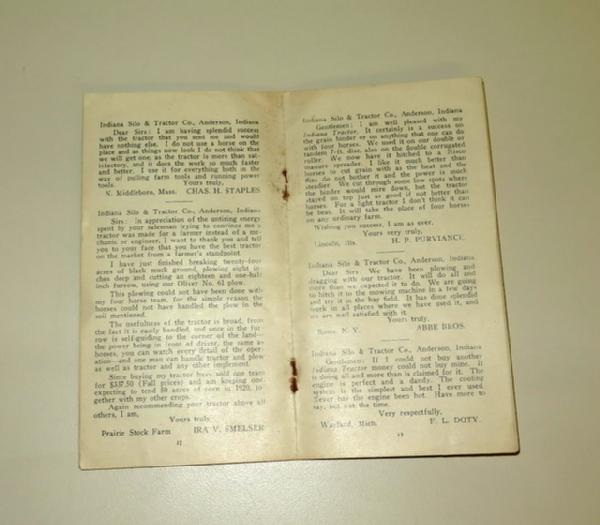 Indiana Silo & Tractor Co., Anderson, Indiana
Dear Sirs: I am having splendid success
with the tractor that you sent me and would
have nothing else. I do not use a horse on the
place and as things now look I do not think that
we will get one, as the tractor is more than sat-
isfactory, and it does the work so much faster
and better. I use it for everything both in the
way of pulling farm tools and running power
tools.
Yours truly,
N. Middleboro, Mass. CHAS. H. STAPLES
Indiana Silo & Tractor Co., Anderson, Indiana
Sirs: In appreciation of the untiring energy
spent by your salesman trying to convince me a
tractor was made for a farmer instead of a me-
chanic or engineer, I want to thank you and tell
you to your face that you have the best tractor
on the market from a farmer's standpoint.
I have just finished breaking twenty-four
acres of black muck ground, plowing eight in-
ches deep and cutting an eighteen and one-half
inch furrow, using our Oliver No. 61 plow.
This plowing could not have been done with
my four horse team, for the simple reason the
horses could not have handled the plow in the
soil mentioned.
The usefulness of the tractor is broad, from
the fact it is easily handled, and once in the fur-
row is self-guiding to the corner of the land—
the power being in front of driver, the same as
horses, you can watch every detail of the oper-
ation—and one man can handle tractor and plow
as well as tractor and any other implement.
Since buying my tractor have sold one team
for $337.50 (Fall prices) and am keeping one,
expecting to tend 80 acres of corn in 1920, to-
gether with my other crops.
Again recommending your tractor above all
others, I am,
Yours truly
Prairie Stock Farm IRA V. SMELSER
Indiana Silo & Tractor Co., Anderson, Indiana
Gentlemen: I am well pleased with my
Indiana Tractor. It certainly is a success on
the grain binder or on anything that one can do
with four horses. We used it on our double or
tandem disc, also on the double corrugated
roller. We now have it hitched to a
manure spreader. I like it much better than
horses to cut grain with as the heat and the
flies do not bother it and the power is much
steadier. We cut through some low spots where
the binder would mire down, but the tractor
stayed on top just as good if not better than
horses. For a light tractor I don't think it can
be beat. It will take the place of four horses
on any ordinary farm.
Wishing you success, I am as ever,
Yours very truly,
Lincoln, Ills. H. P. PURVIANCE.
Indiana Silo & Tractor Co., Anderson, Indiana
Dear Sirs: We have been plowing and
dragging with our tractor. It will do all and
more than we expected it to do. We are going
to hitch it to the mowing machine in a few days
and try it in the hay field. It has done splendid
work in all places where we have used it, and
we are well satisfied with it.
Yours truly,
N. Y. ABBE BROS.
Indiana Silo & Tractor Co., Anderson, Indiana
Gentlemen: If I could not buy another
Indiana Tractor money could not buy mine. It
is doing all and more than is claimed for it. The
engine is perfect and a dandy. The cooling
system is the simplest and best I ever used.
Never has the engine been hot. Have more to
say, but not the time.
Very respectfully,
Mich. F. L. DOTY.